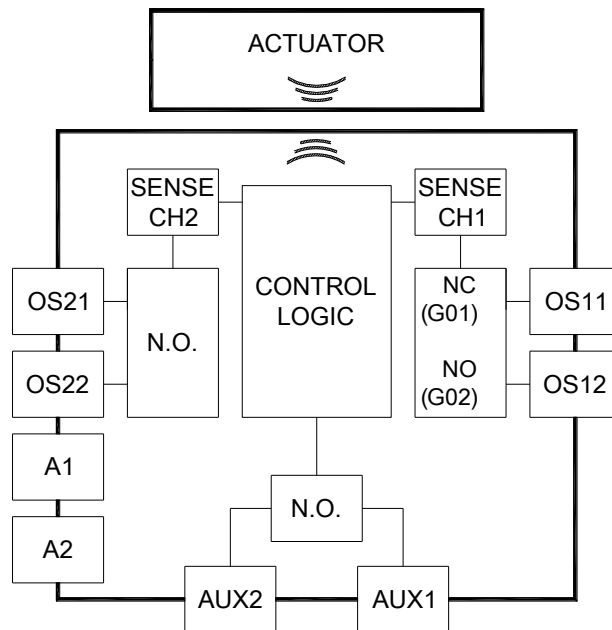 ACTUATOR
SENSE
CH2
SENSE
CH1
CONTROL
LOGIC
OS21
OS22
N.O.
NC
(G01)
NO
(G02)
OS11
OS12
A1
A2
N.O.
AUX2
AUX1